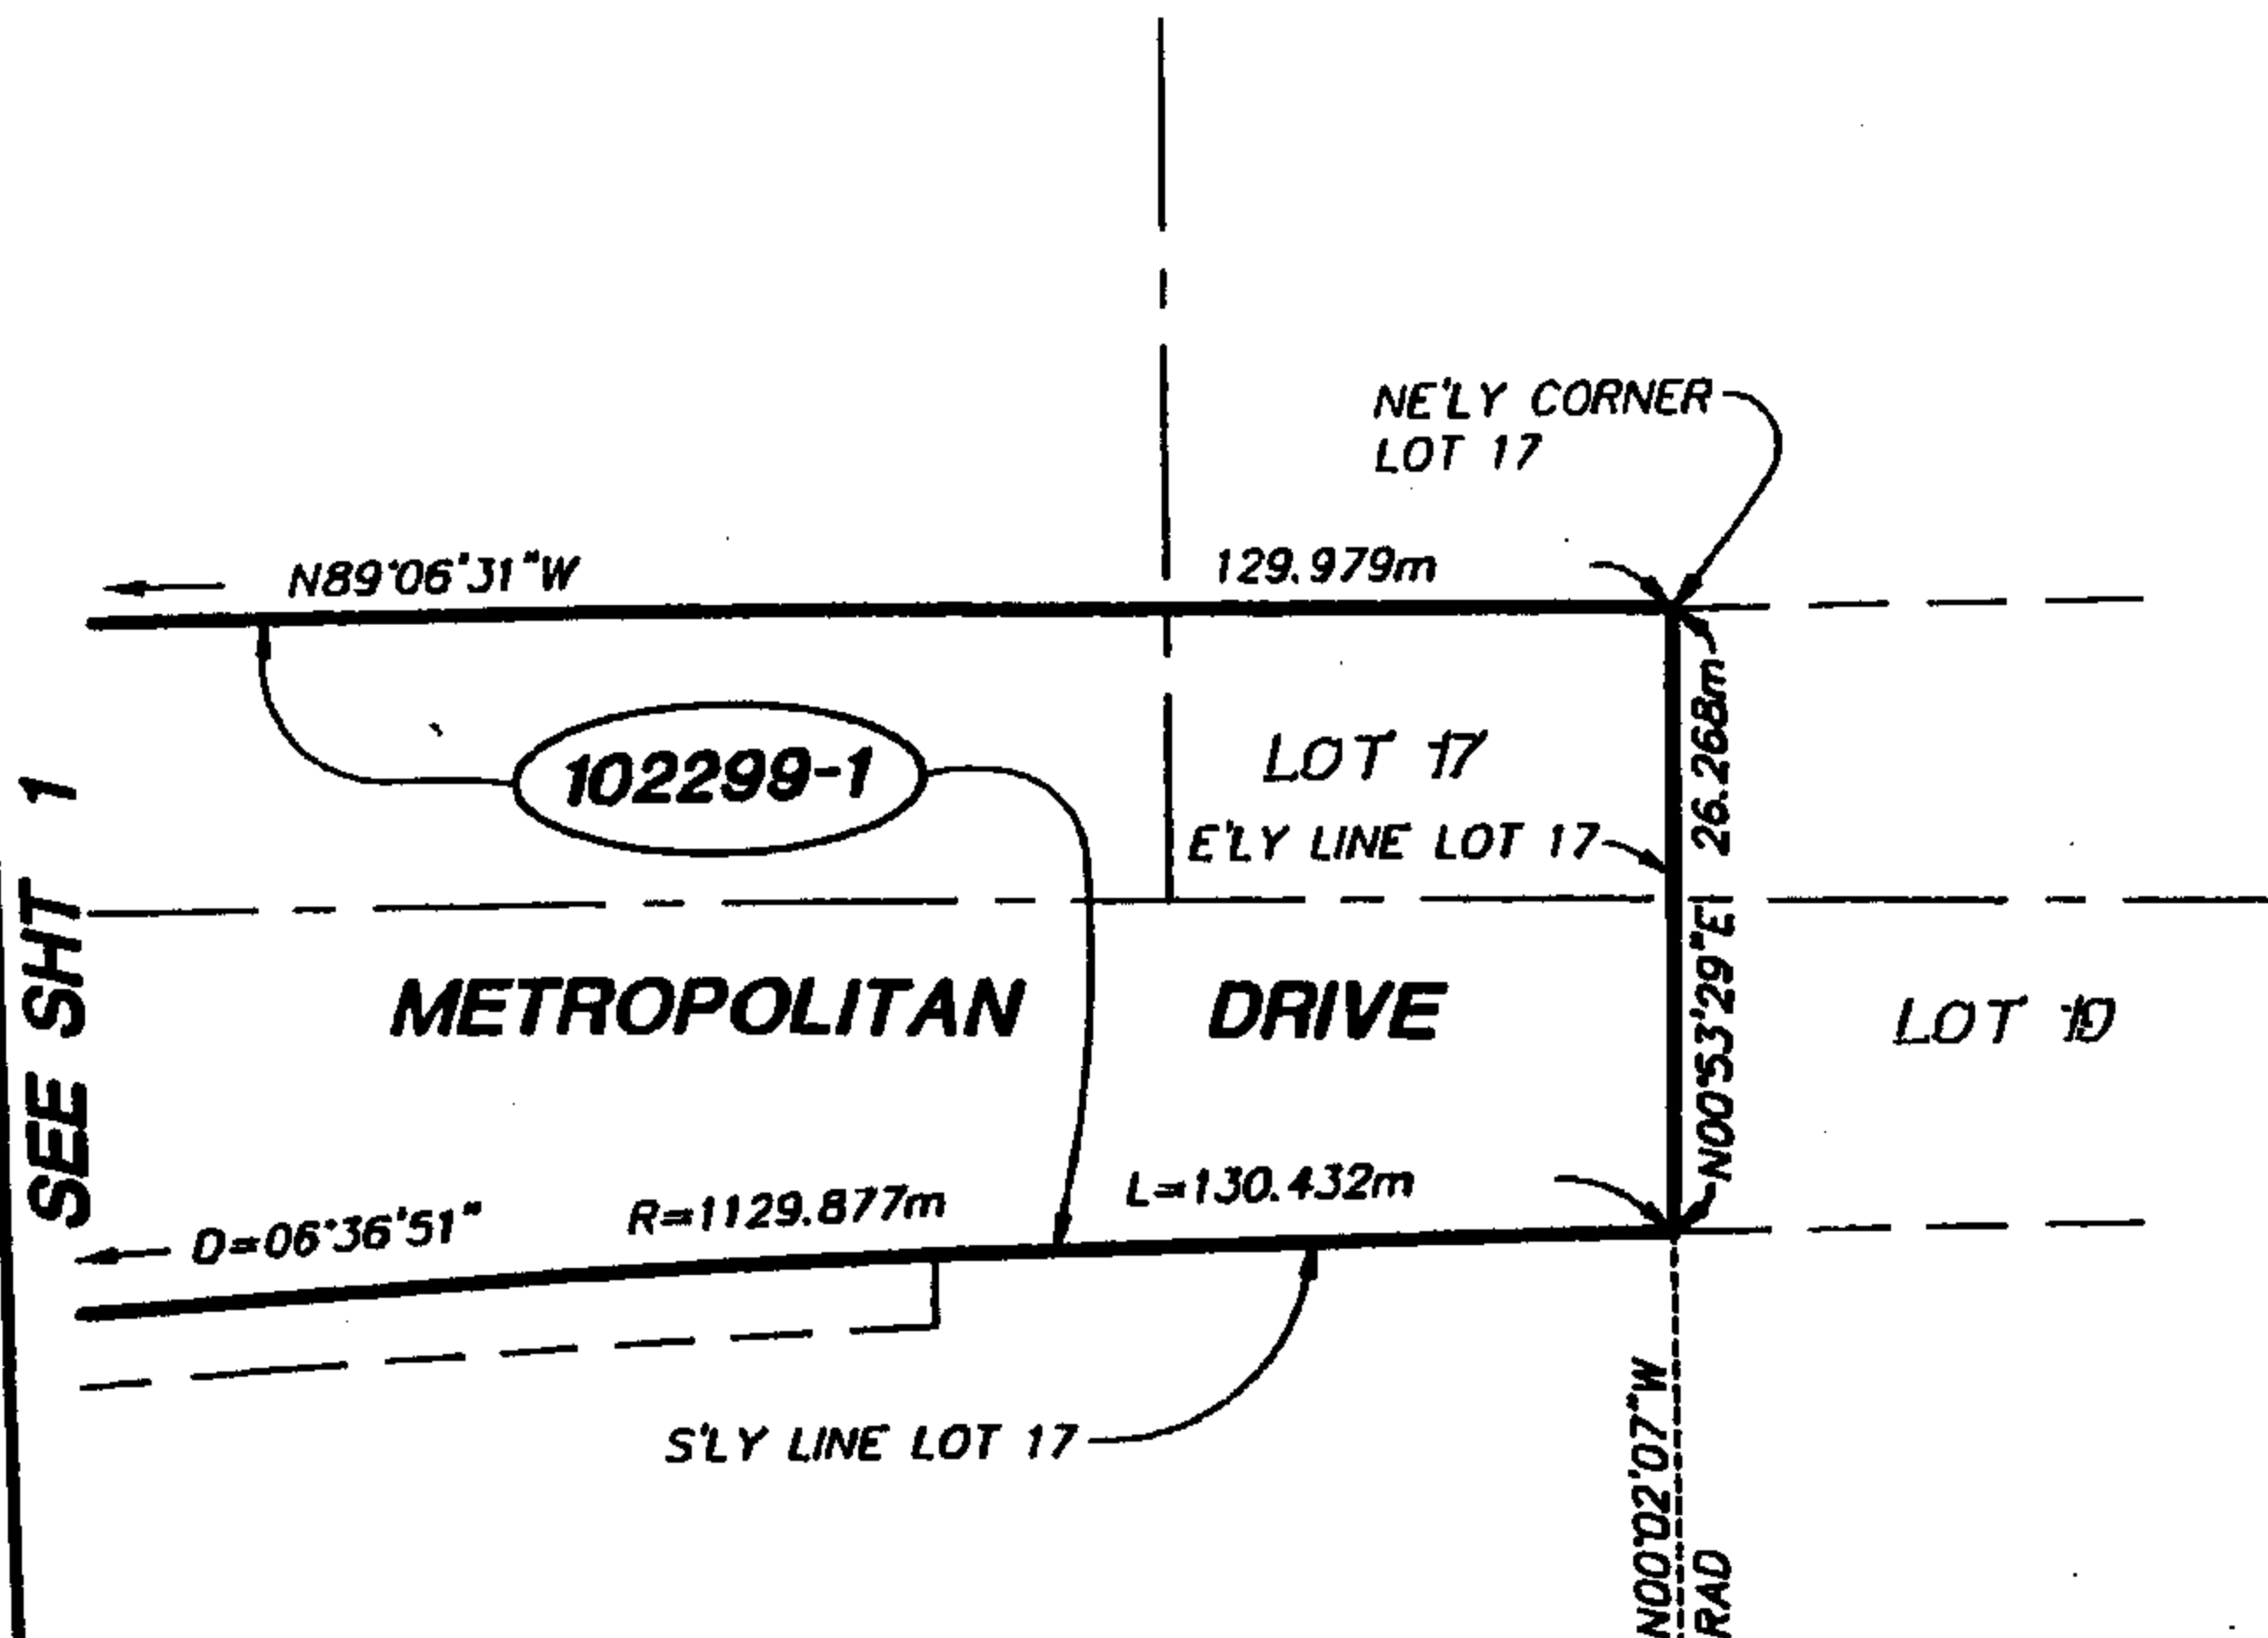 NE'LY CORNER
LOT 17
N89°06'31"W
129.979m
26.268m
102299-1
LOT 17
E'LY LINE LOT 17
SEE SHT 1
METROPOLITAN DRIVE
N00°53'29"E
LOT
D=06°36'51"
R=1129.877m
L=130.432m
S'LY LINE LOT 17
N00°02'07"W
RAD